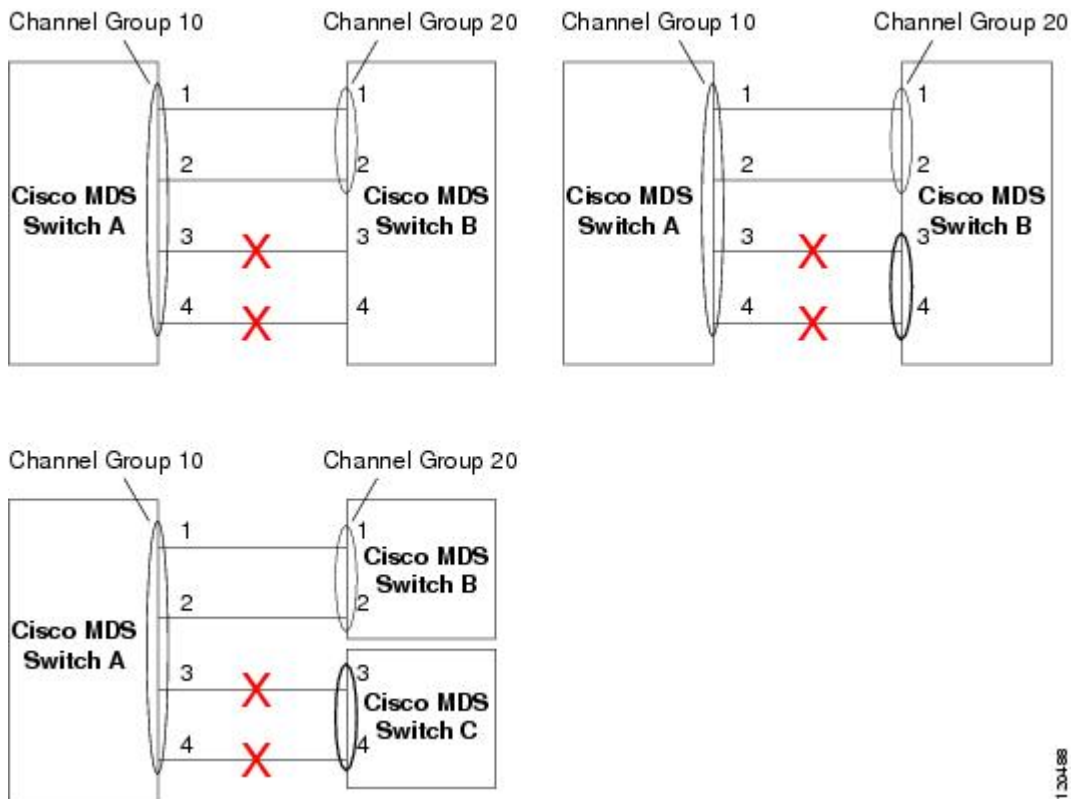 Channel Group 10
Channel Group 20
1
1
2
2
Cisco MDS
Switch A
Cisco MDS
Switch B
3
X
3
4
X
4
Channel Group 10
Channel Group 20
1
1
2
2
Cisco MDS
Switch A
Cisco MDS
Switch B
3
X
3
4
X
4
Channel Group 10
Channel Group 20
1
1
Cisco MDS
Switch B
2
2
Cisco MDS
Switch A
3
X
3
Cisco MDS
Switch C
4
X
4
120488